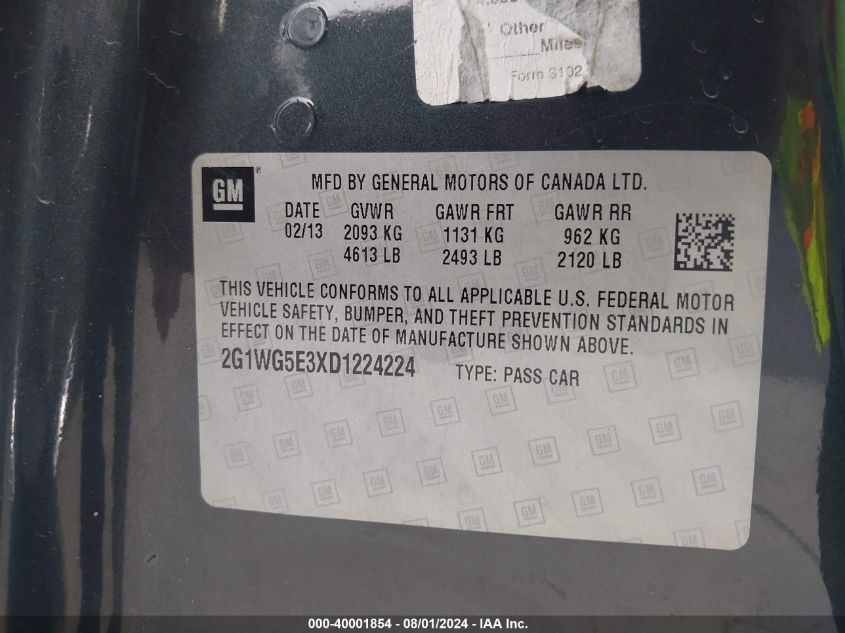 Other
Miles
Form 3102
GM
MFD BY GENERAL MOTORS OF CANADA LTD.
DATE GVWR GAWR FRT GAWR RR
02/13 2093 KG 1131 KG 962 KG
4613 LB 2493 LB 2120 LB
THIS VEHICLE CONFORMS TO ALL APPLICABLE U.S. FEDERAL MOTOR
VEHICLE SAFETY, BUMPER, AND THEFT PREVENTION STANDARDS IN
EFFECT ON THE DATE OF MANUFACTURE SHOWN ABOVE.
2G1WG5E3XD1224224 TYPE: PASS CAR
000-40001854 - 08/01/2024 - IAA Inc.